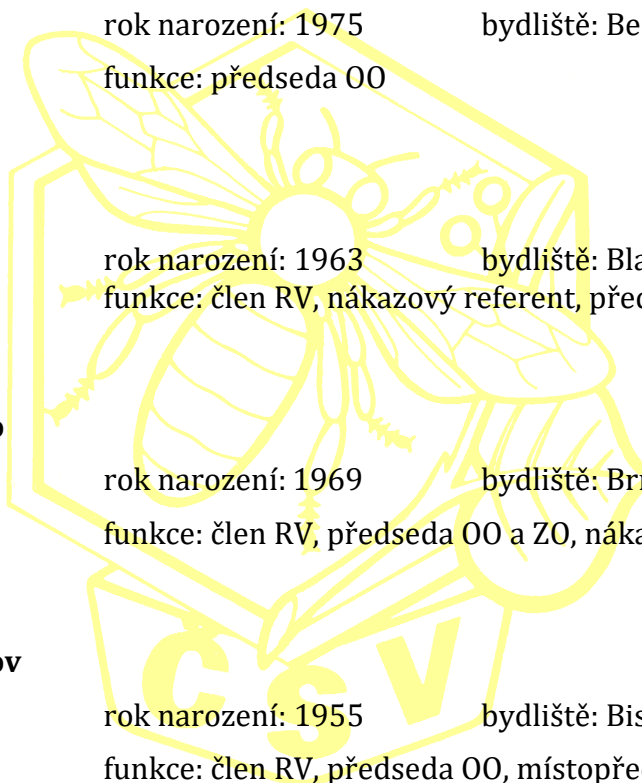 rok narození: 1975 bydliště: Be
funkce: předseda OO
rok narození: 1963 bydliště: Bla
funkce: člen RV, nákazový referent, před
rok narození: 1969 bydliště: Brn
funkce: člen RV, předseda OO a ZO, náka
ov
rok narození: 1955 bydliště: Bis
funkce: člen RV, předseda OO, místopře
ČSV